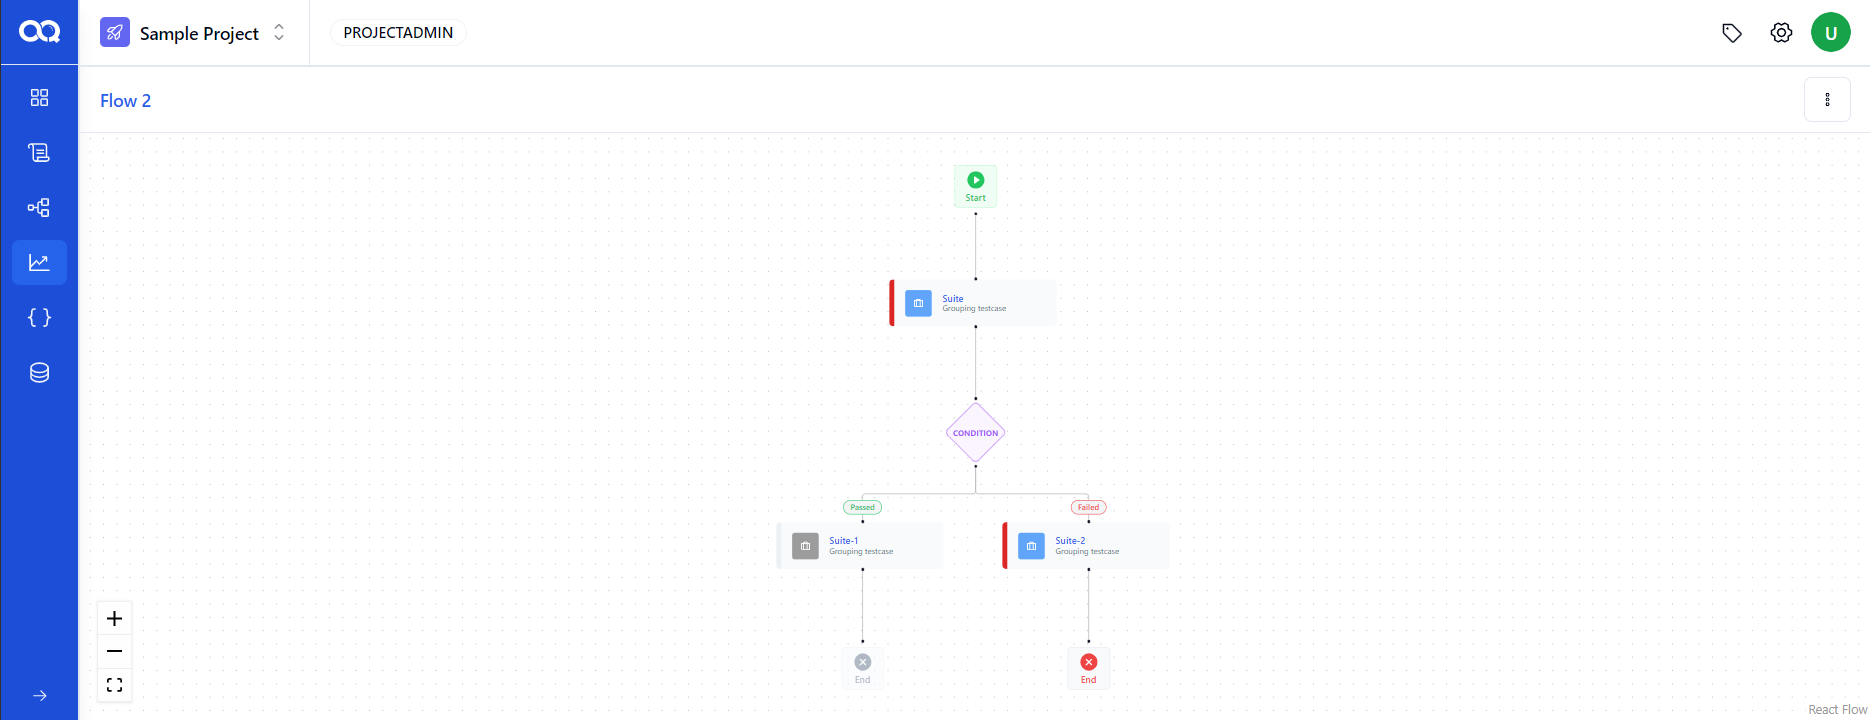 Sample Project
PROJECTADMIN
U
Flow 2
Start
Suite
Grouping testcase
CONDITION
Passed
Failed
Suite-1
Grouping testcase
Suite-2
Grouping testcase
End
End
React Flow